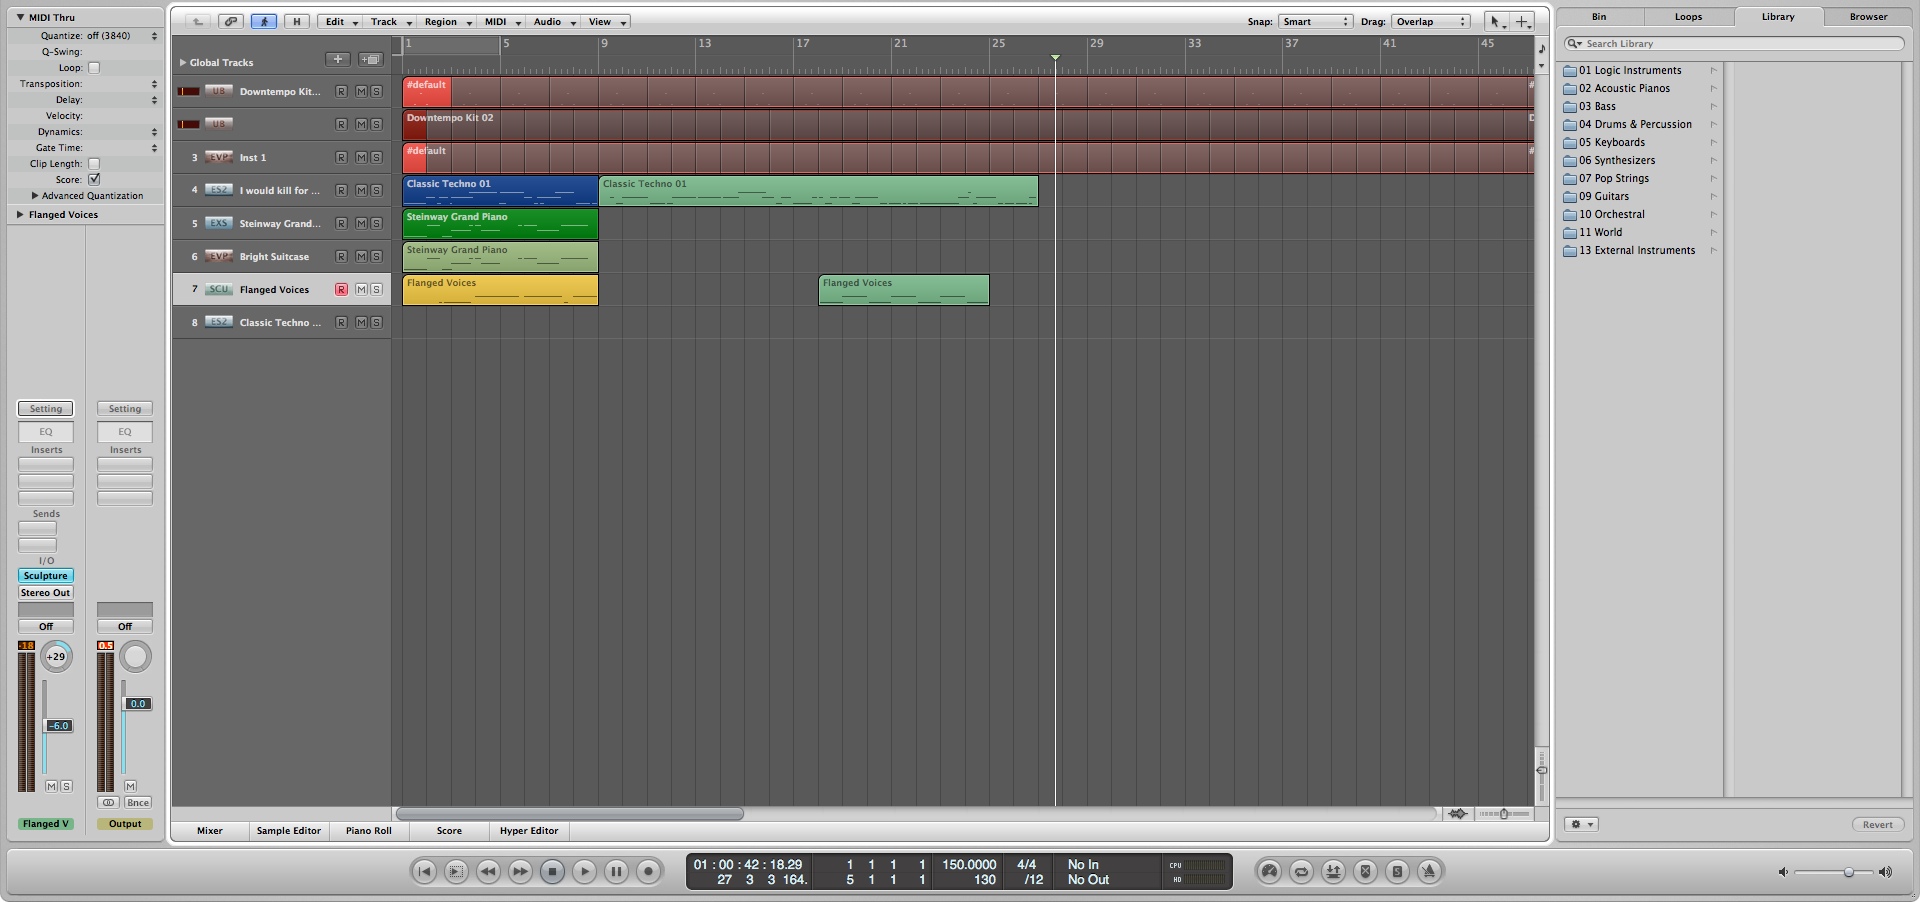 MIDI Thru
Quantize: off (3840)
Q-Swing:
Loop:
Transposition:
Delay:
Velocity:
Dynamics:
Gate Time:
Clip Length:
Score:
Advanced Quantization
Flanged Voices
Setting Setting
EQ EQ
Inserts Inserts
Sends
I/O
Sculpture
Stereo Out
Off Off
-18 +29 0.5
0.0
-6.0
M S M
Bnce
Flanged V Output
H Edit Track Region MIDI Audio View Snap: Smart Drag: Overlap
1 5 9 13 17 21 25 29 33 37 41 45
Global Tracks
UB Downtempo Kit... R M S #default #
UB R M S Downtempo Kit 02 D
3 EVP Inst 1 R M S #default #
4 ES2 I would kill for ... R M S Classic Techno 01 Classic Techno 01
5 EXS Steinway Grand... R M S Steinway Grand Piano
6 EVP Bright Suitcase R M S Steinway Grand Piano
7 SCU Flanged Voices R M S Flanged Voices Flanged Voices
8 ES2 Classic Techno ... R M S
Mixer Sample Editor Piano Roll Score Hyper Editor
Bin Loops Library Browser
Search Library
01 Logic Instruments
02 Acoustic Pianos
03 Bass
04 Drums & Percussion
05 Keyboards
06 Synthesizers
07 Pop Strings
09 Guitars
10 Orchestral
11 World
13 External Instruments
Revert
01 : 00 : 42 : 18.29 1 1 1 1 150.0000 4/4 No In CPU
27 3 3 164. 5 1 1 1 130 /12 No Out HD
S